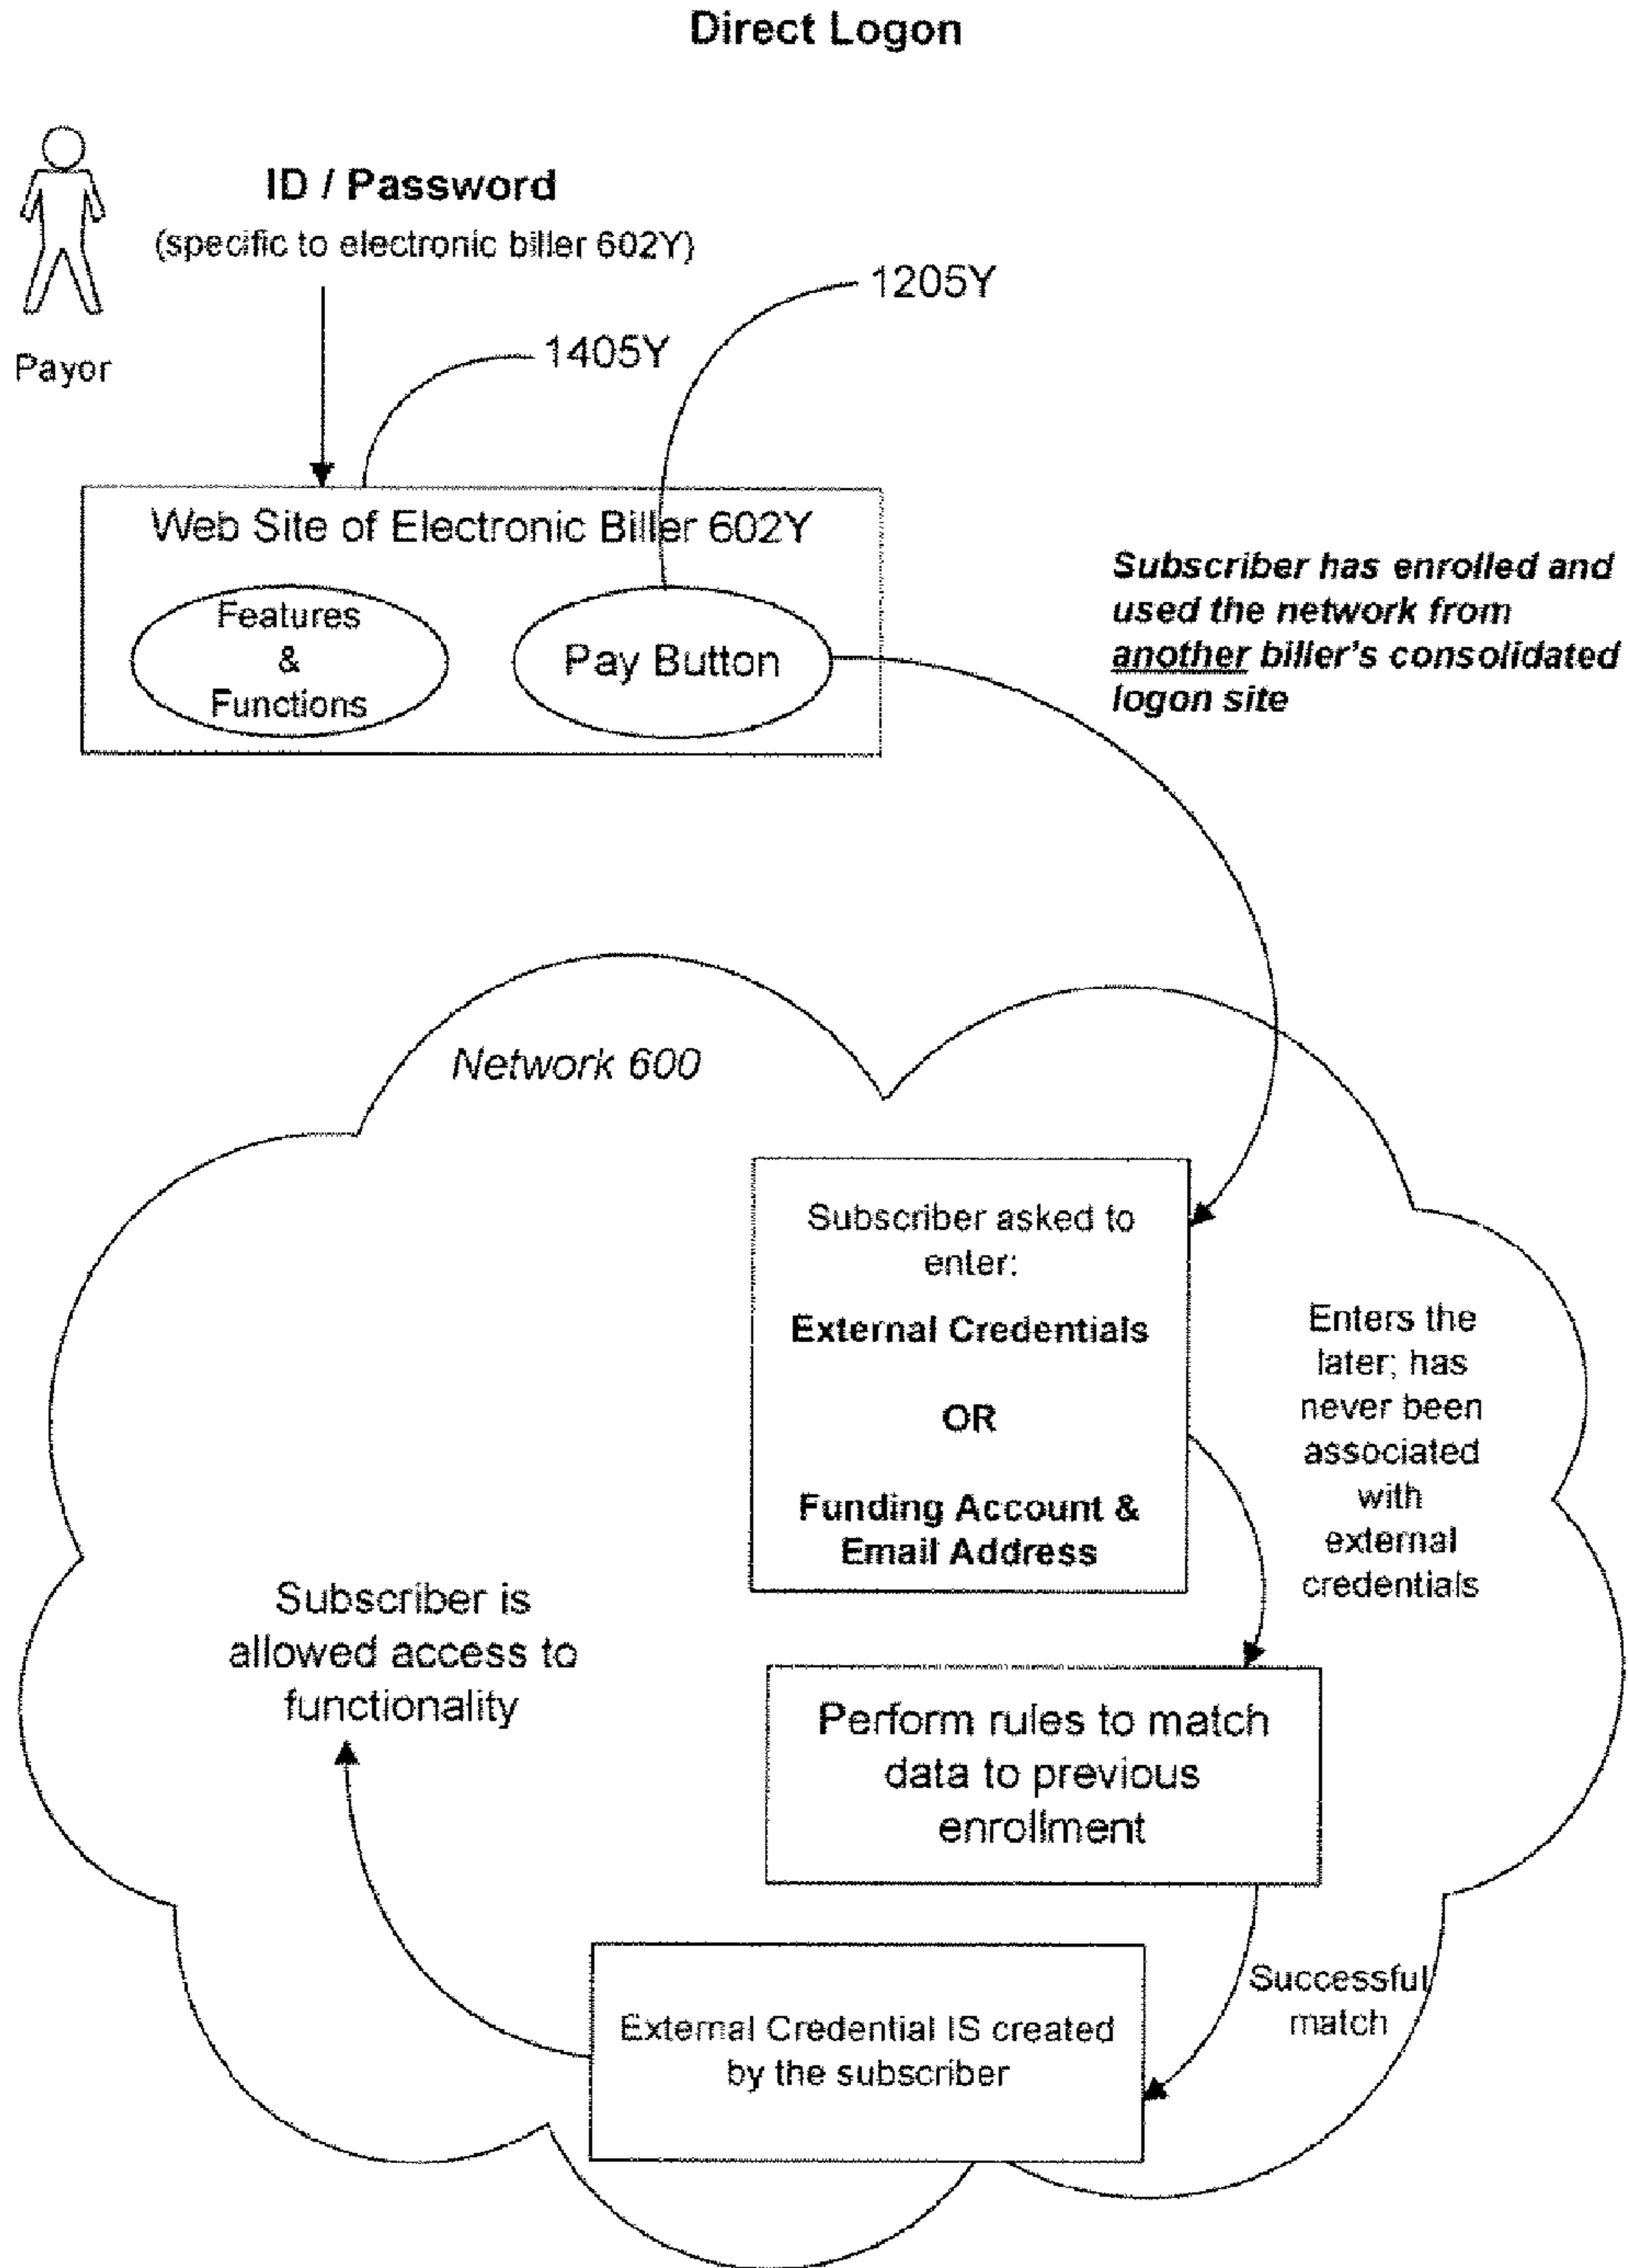 Direct Logon
ID / Password
(specific to electronic biller 602Y)
1205Y
1405Y
Payor
Web Site of Electronic Biller 602Y
Features
&
Functions
Pay Button
Subscriber has enrolled and
used the network from
another biller's consolidated
logon site
Network 600
Subscriber asked to
enter:
External Credentials
OR
Funding Account &
Email Address
Enters the
later; has
never been
associated
with
external
credentials
Perform rules to match
data to previous
enrollment
Successful
match
External Credential IS created
by the subscriber
Subscriber is
allowed access to
functionality